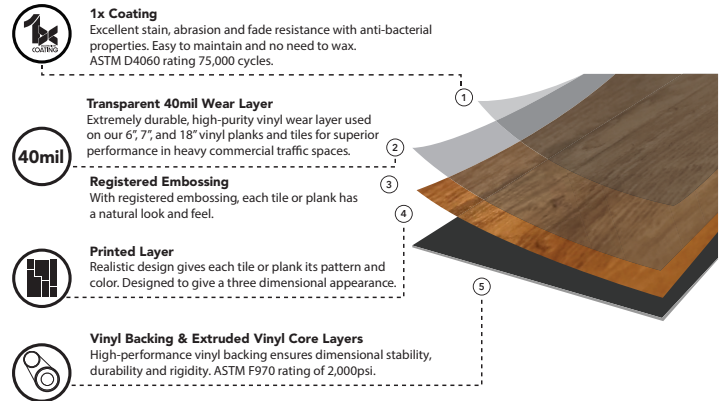 1x Coating
Excellent stain, abrasion and fade resistance with anti-bacterial
properties. Easy to maintain and no need to wax.
ASTM D4060 rating 75,000 cycles.
1x
COATING
1
Transparent 40mil Wear Layer
Extremely durable, high-purity vinyl wear layer used
on our 6”, 7”, and 18” vinyl planks and tiles for superior
performance in heavy commercial traffic spaces.
40mil
2
Registered Embossing
With registered embossing, each tile or plank has
a natural look and feel.
3
4
Printed Layer
Realistic design gives each tile or plank its pattern and
color. Designed to give a three dimensional appearance.
5
Vinyl Backing & Extruded Vinyl Core Layers
High-performance vinyl backing ensures dimensional stability,
durability and rigidity. ASTM F970 rating of 2,000psi.